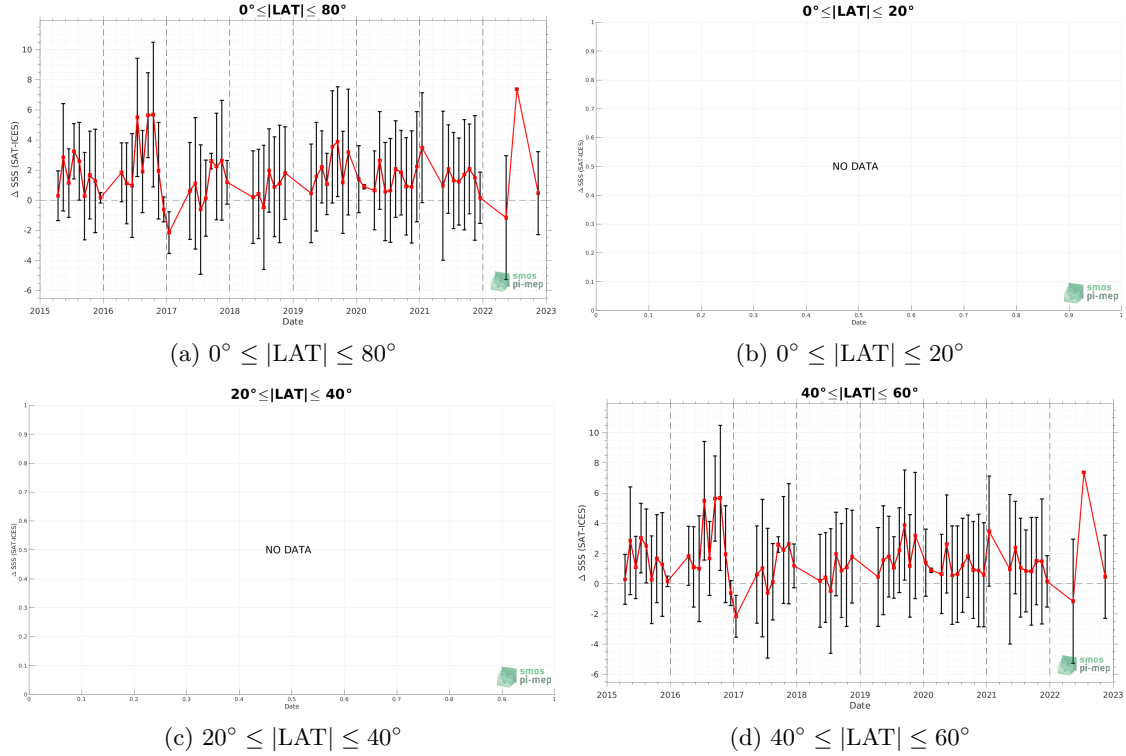 0°≤|LAT|≤ 80°
Δ SSS (SAT-ICES)
10
8
6
4
2
0
-2
-4
-6
2015 2016 2017 2018 2019 2020 2021 2022 2023
Date
smos
pi-mep
(a) 0° ≤ |LAT| ≤ 80°
0°≤|LAT|≤ 20°
Δ SSS (SAT-ICES)
1
0.9
0.8
0.7
0.6
0.5
0.4
0.3
0.2
0.1
0
NO DATA
0 0.1 0.2 0.3 0.4 0.5 0.6 0.7 0.8 0.9 1
Date
smos
pi-mep
(b) 0° ≤ |LAT| ≤ 20°
20°≤|LAT|≤ 40°
Δ SSS (SAT-ICES)
1
0.9
0.8
0.7
0.6
0.5
0.4
0.3
0.2
0.1
0
NO DATA
0 0.1 0.2 0.3 0.4 0.5 0.6 0.7 0.8 0.9 1
Date
smos
pi-mep
(c) 20° ≤ |LAT| ≤ 40°
40°≤|LAT|≤ 60°
Δ SSS (SAT-ICES)
10
8
6
4
2
0
-2
-4
-6
2015 2016 2017 2018 2019 2020 2021 2022 2023
Date
smos
pi-mep
(d) 40° ≤ |LAT| ≤ 60°